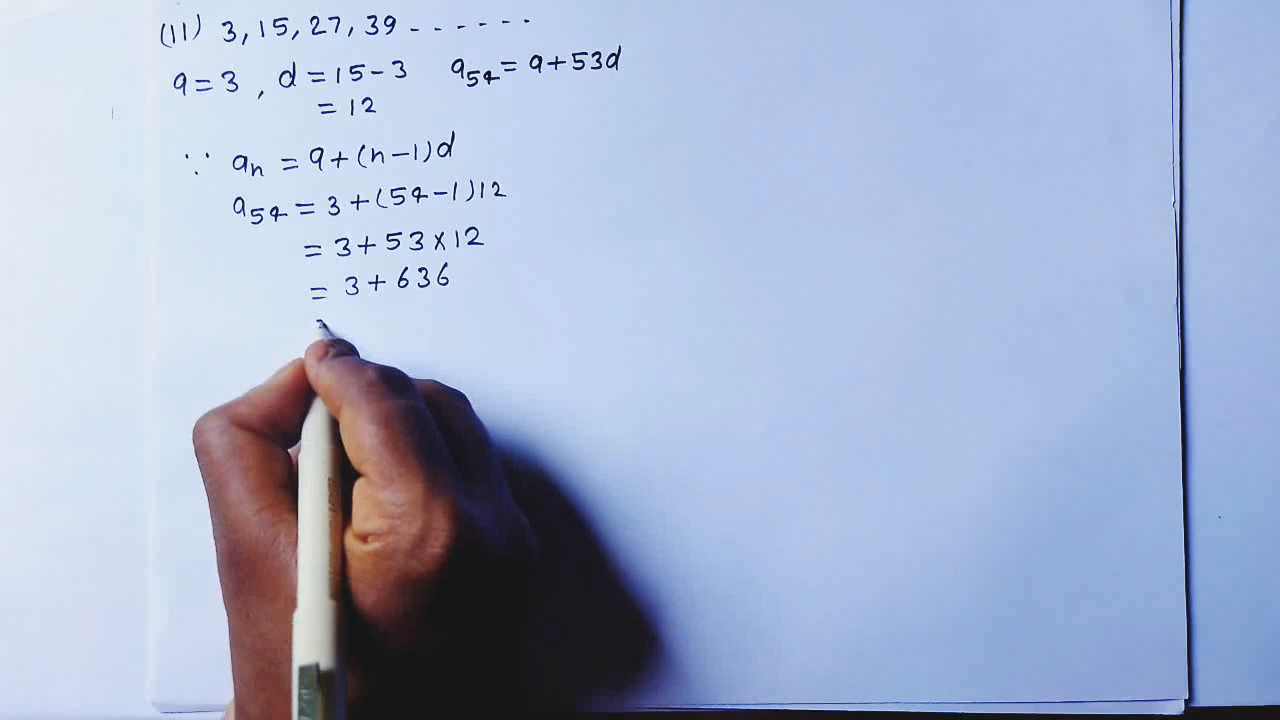 (11) 3, 15, 27, 39 - - - - - -
a = 3 , d = 15 - 3 a54 = a + 53d
= 12
∵ an = a + (n - 1)d
a54 = 3 + (54 - 1)12
= 3 + 53 × 12
= 3 + 636